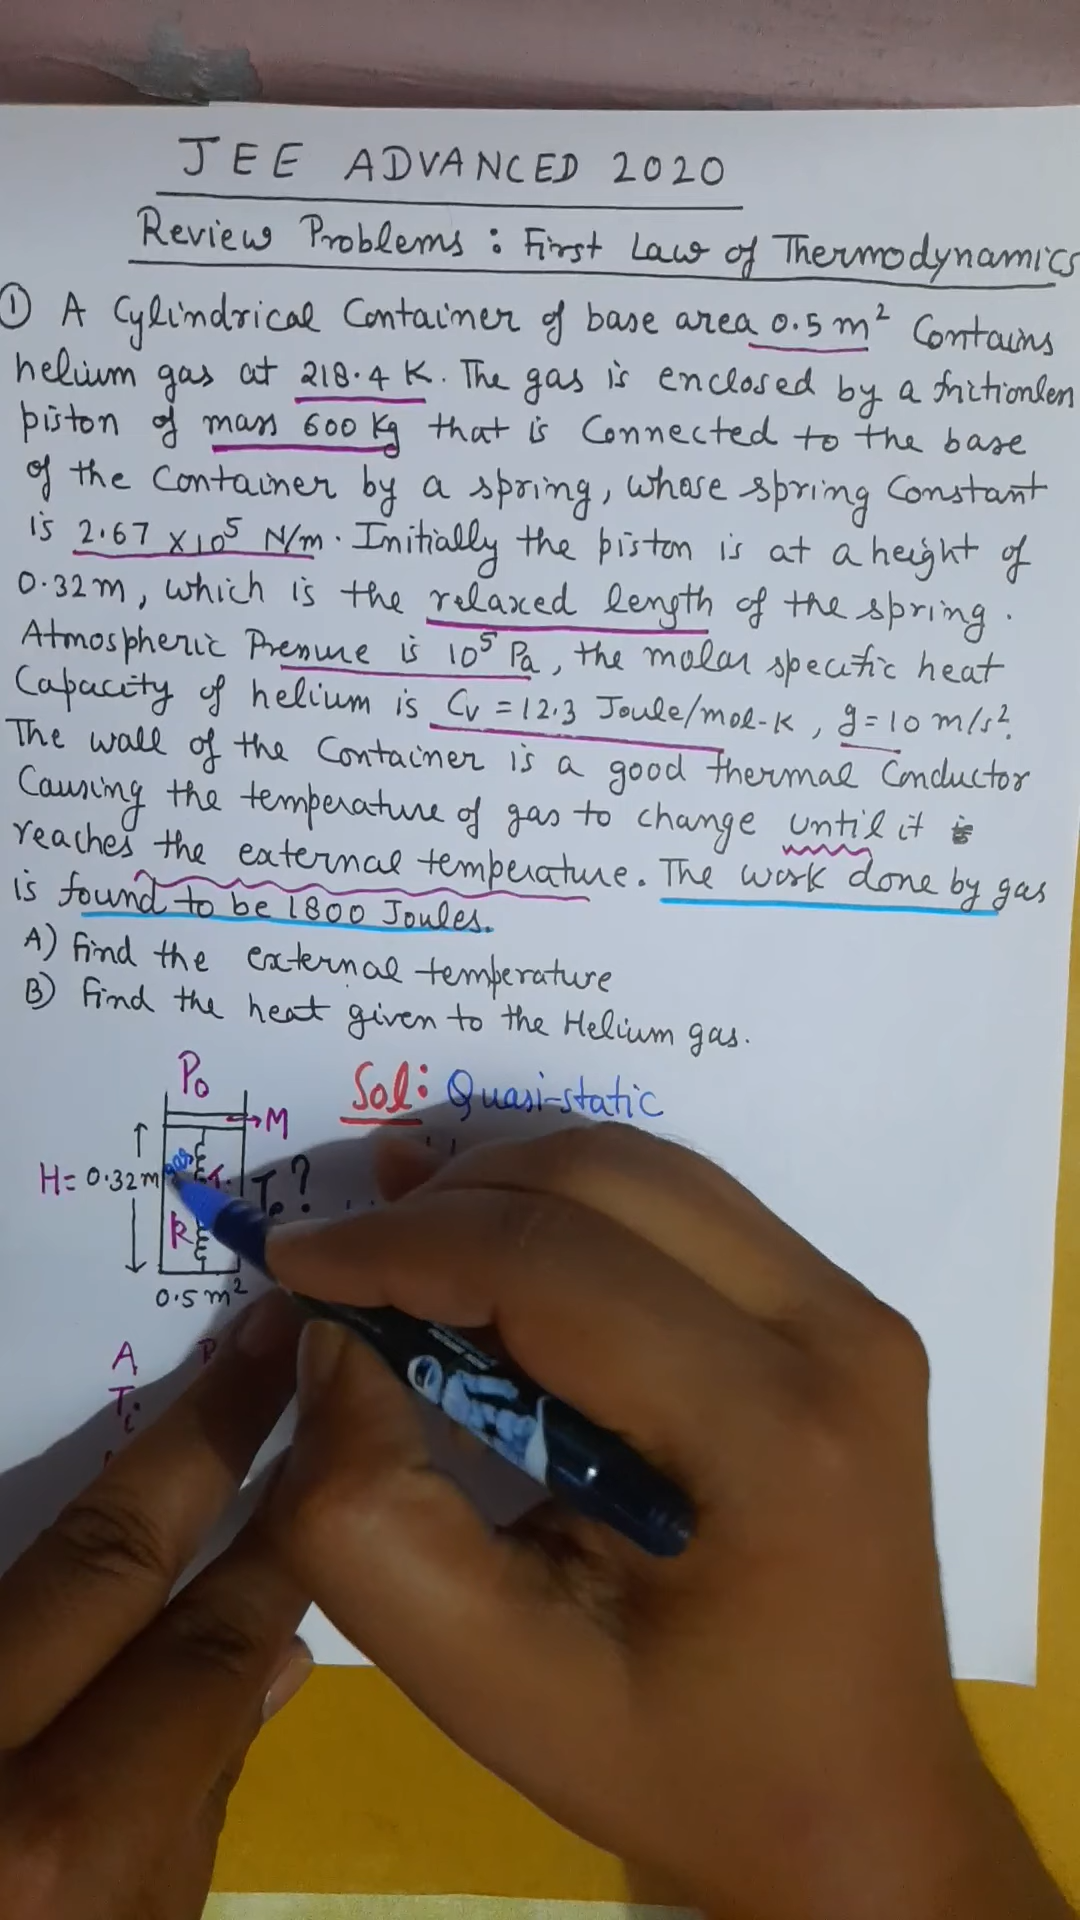 JEE ADVANCED 2020
Review Problems : First Law of Thermodynamics
① A Cylindrical Container of base area 0.5 m² Contains
helium gas at 218.4 K. The gas is enclosed by a frictionless
piston of mass 600 Kg that is Connected to the base
of the Container by a spring, whose spring Constant
is 2.67 ×10⁵ N/m. Initially the piston is at a height of
0.32m, which is the relaxed length of the spring.
Atmospheric Pressure is 10⁵ Pa, the molar specific heat
Capacity of helium is Cv = 12.3 Joule/mol-K, g = 10 m/s².
The wall of the Container is a good thermal Conductor
Causing the temperature of gas to change until it
reaches the external temperature. The work done by gas
is found to be 1800 Joules.
A) Find the external temperature
B) Find the heat given to the Helium gas.
P₀
Sol: Quasi-static
M
H= 0.32m
gas
T₀?
k
0.5 m²
A
Tᵢ